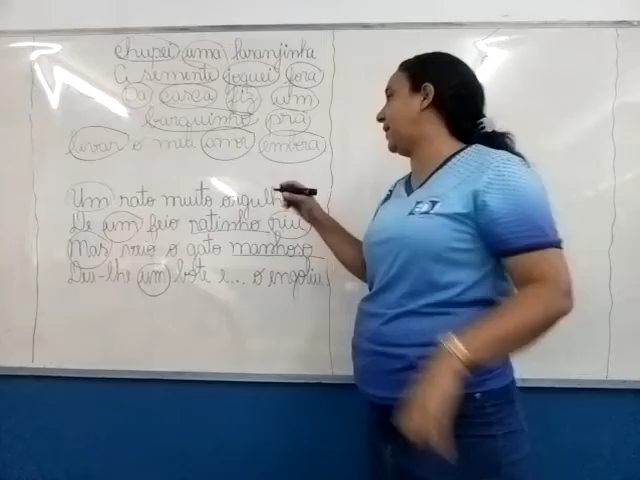 chupei uma laranjinha
A semente joguei fora
Da casca fiz um
barquinho pra
levar o meu amor embora
Um rato muito orgulh
De um feio ratinho riu
Mas veio o gato manhoso
Deu-lhe um bote e... o engoliu